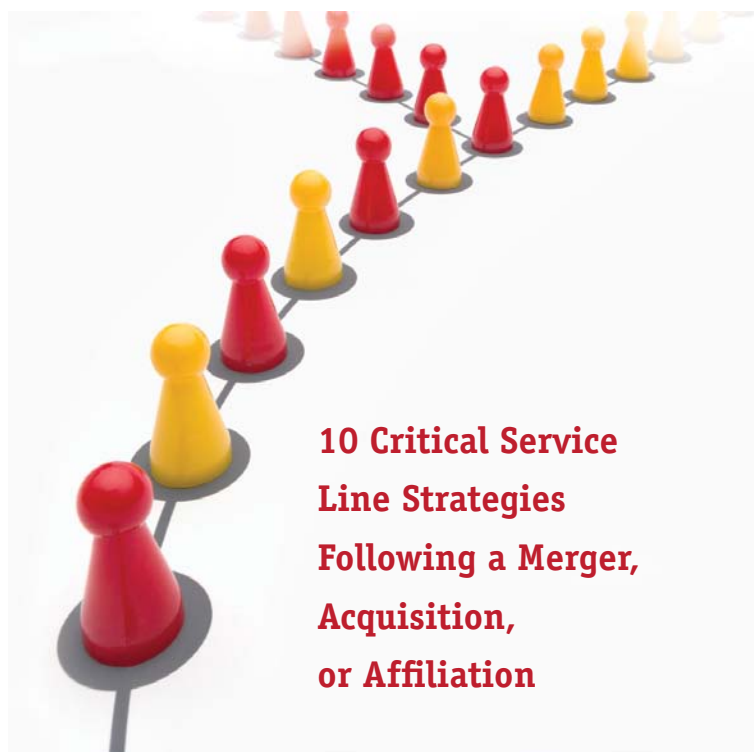 10 Critical Service
Line Strategies
Following a Merger,
Acquisition,
or Affiliation